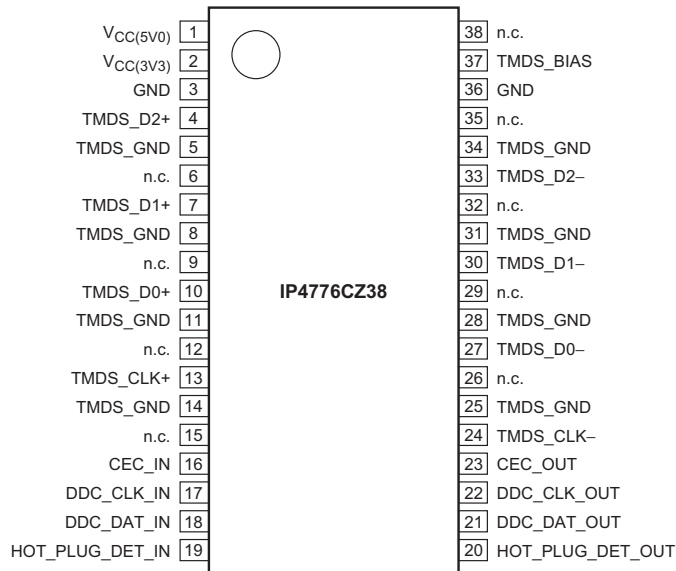 VCC(5V0) 1 38 n.c.
VCC(3V3) 2 37 TMDS_BIAS
GND 3 36 GND
TMDS_D2+ 4 35 n.c.
TMDS_GND 5 34 TMDS_GND
n.c. 6 33 TMDS_D2−
TMDS_D1+ 7 32 n.c.
TMDS_GND 8 31 TMDS_GND
n.c. 9 30 TMDS_D1−
TMDS_D0+ 10 IP4776CZ38 29 n.c.
TMDS_GND 11 28 TMDS_GND
n.c. 12 27 TMDS_D0−
TMDS_CLK+ 13 26 n.c.
TMDS_GND 14 25 TMDS_GND
n.c. 15 24 TMDS_CLK−
CEC_IN 16 23 CEC_OUT
DDC_CLK_IN 17 22 DDC_CLK_OUT
DDC_DAT_IN 18 21 DDC_DAT_OUT
HOT_PLUG_DET_IN 19 20 HOT_PLUG_DET_OUT